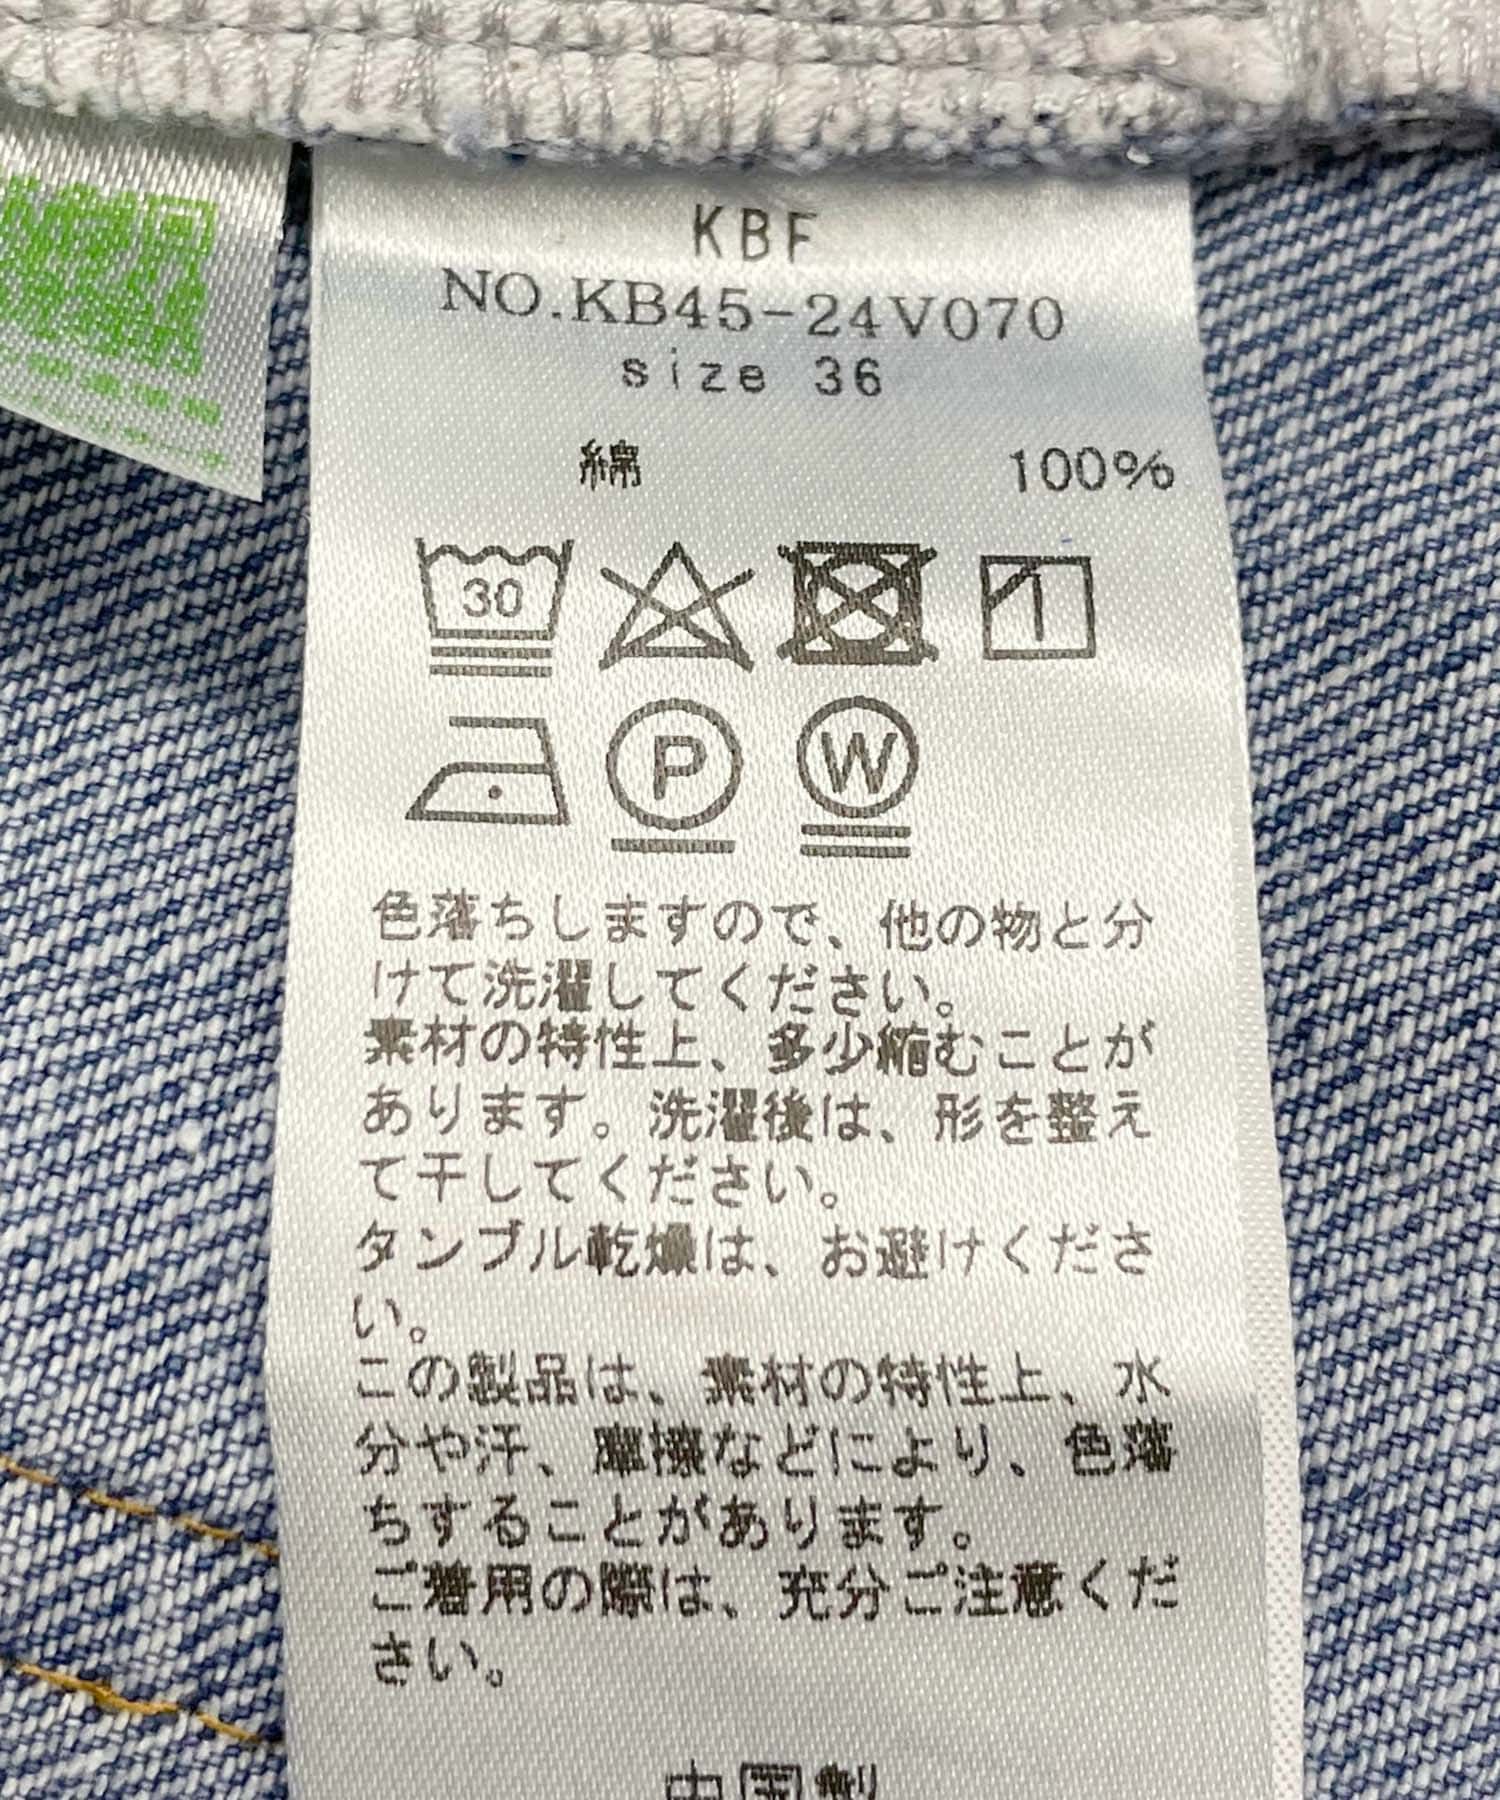 KBF
NO.KB45-24V070
size 36
綿 100%
30
P W
色落ちしますので、他の物と分
けて洗濯してください。
素材の特性上、多少縮むことが
あります。洗濯後は、形を整え
て干してください。
タンブル乾燥は、お避けくださ
い。
この製品は、素材の特性上、水
分や汗、摩擦などにより、色落
ちすることがあります。
ご着用の際は、充分ご注意くだ
さい。
中国製